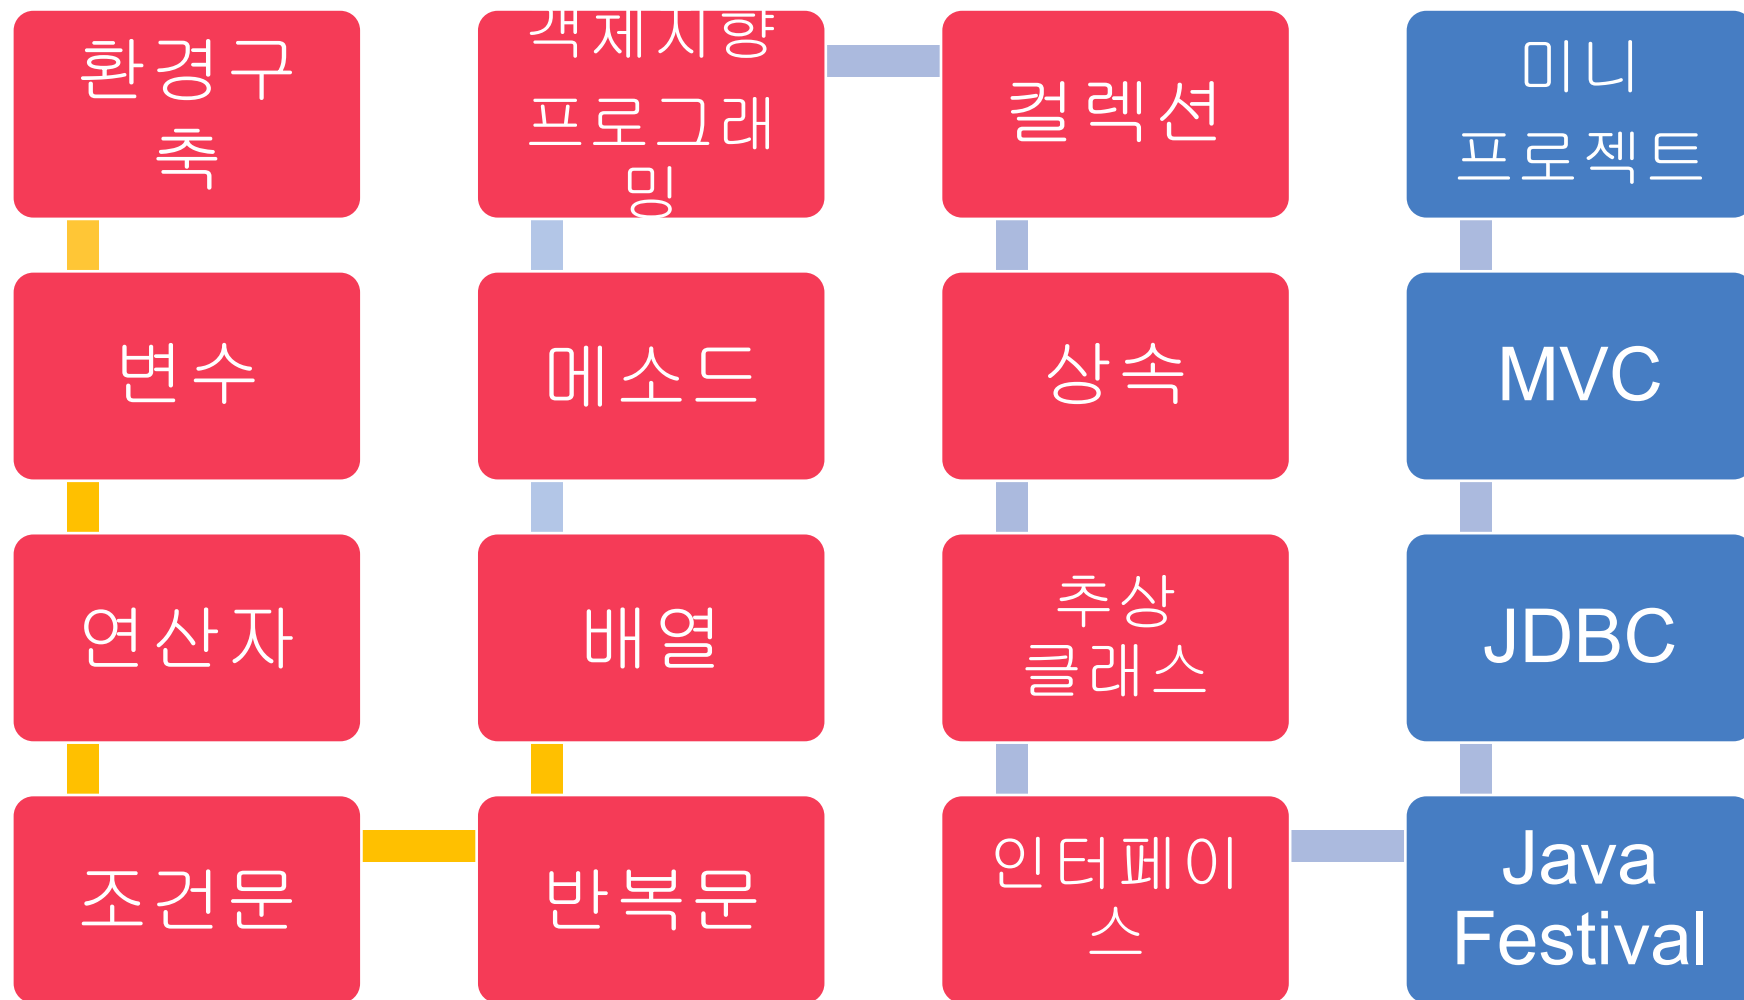 환경구
축
변수
연산자
조건문
반복문
배열
메소드
객체지향
프로그래
밍
컬렉션
상속
추상
클래스
인터페이
스
Java
Festival
JDBC
MVC
미니
프로젝트